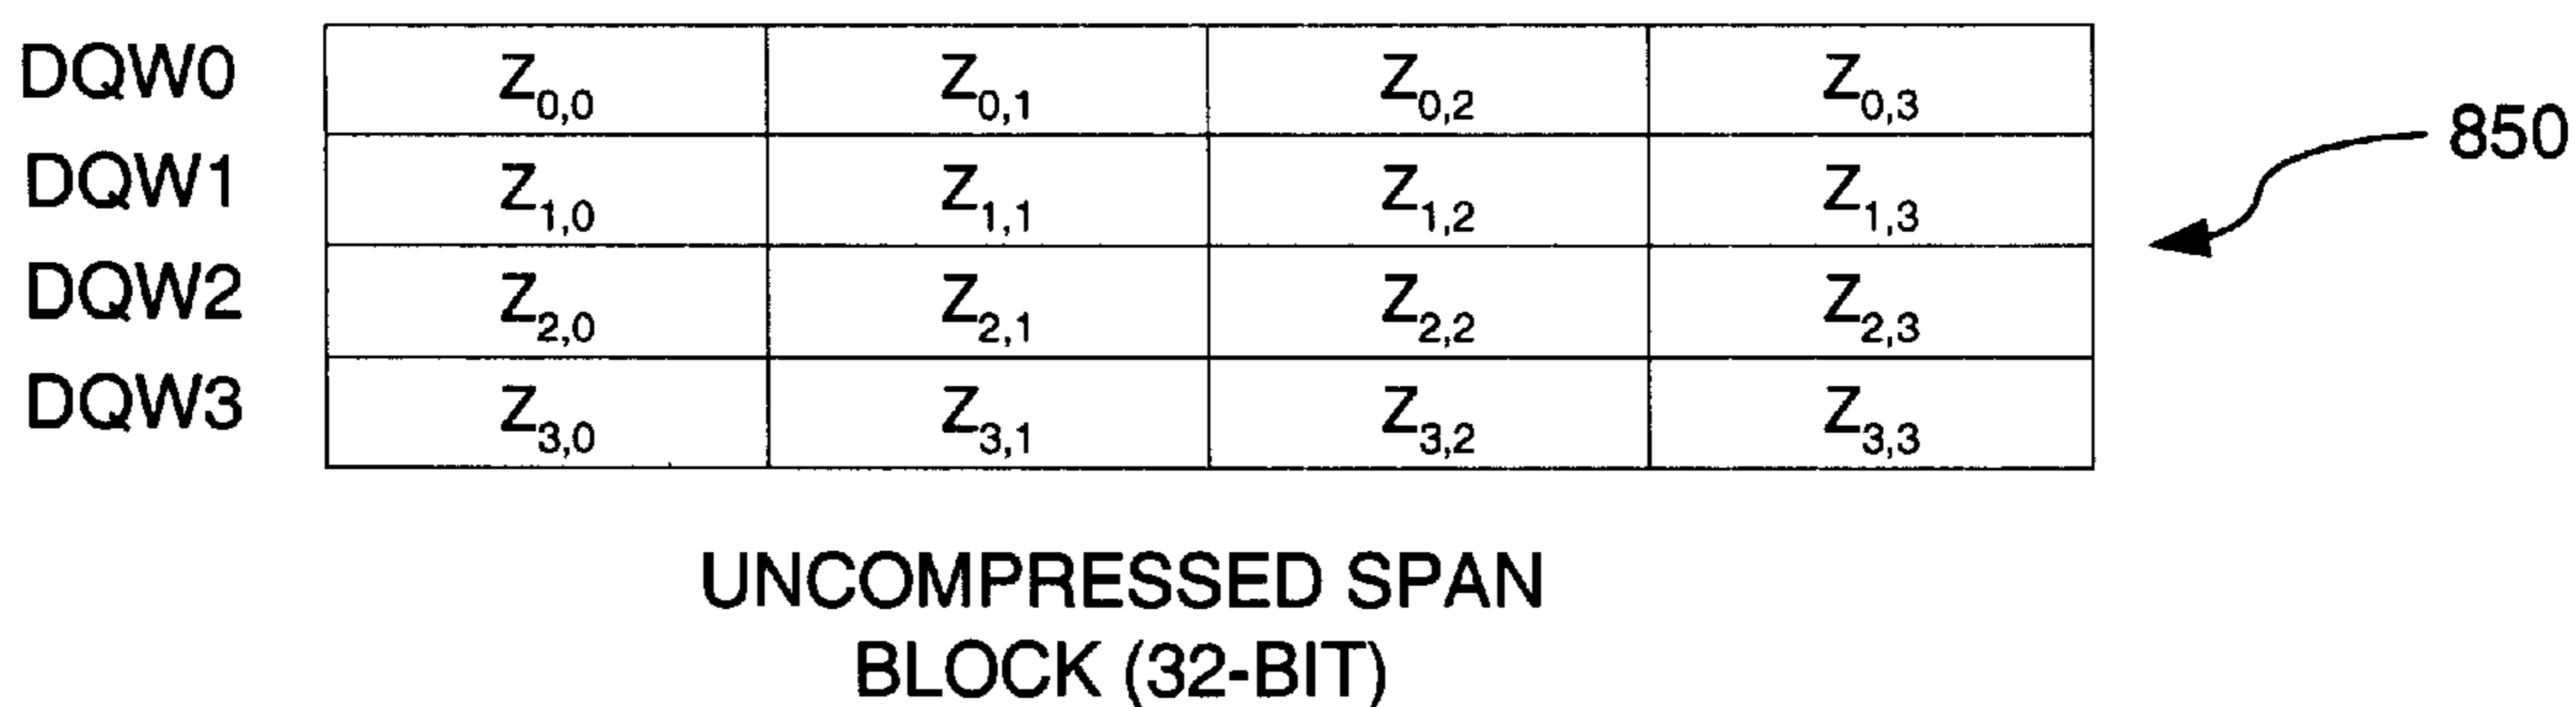 DQW0 Z0,0 Z0,1 Z0,2 Z0,3
850
DQW1 Z1,0 Z1,1 Z1,2 Z1,3
DQW2 Z2,0 Z2,1 Z2,2 Z2,3
DQW3 Z3,0 Z3,1 Z3,2 Z3,3
UNCOMPRESSED SPAN
BLOCK (32-BIT)